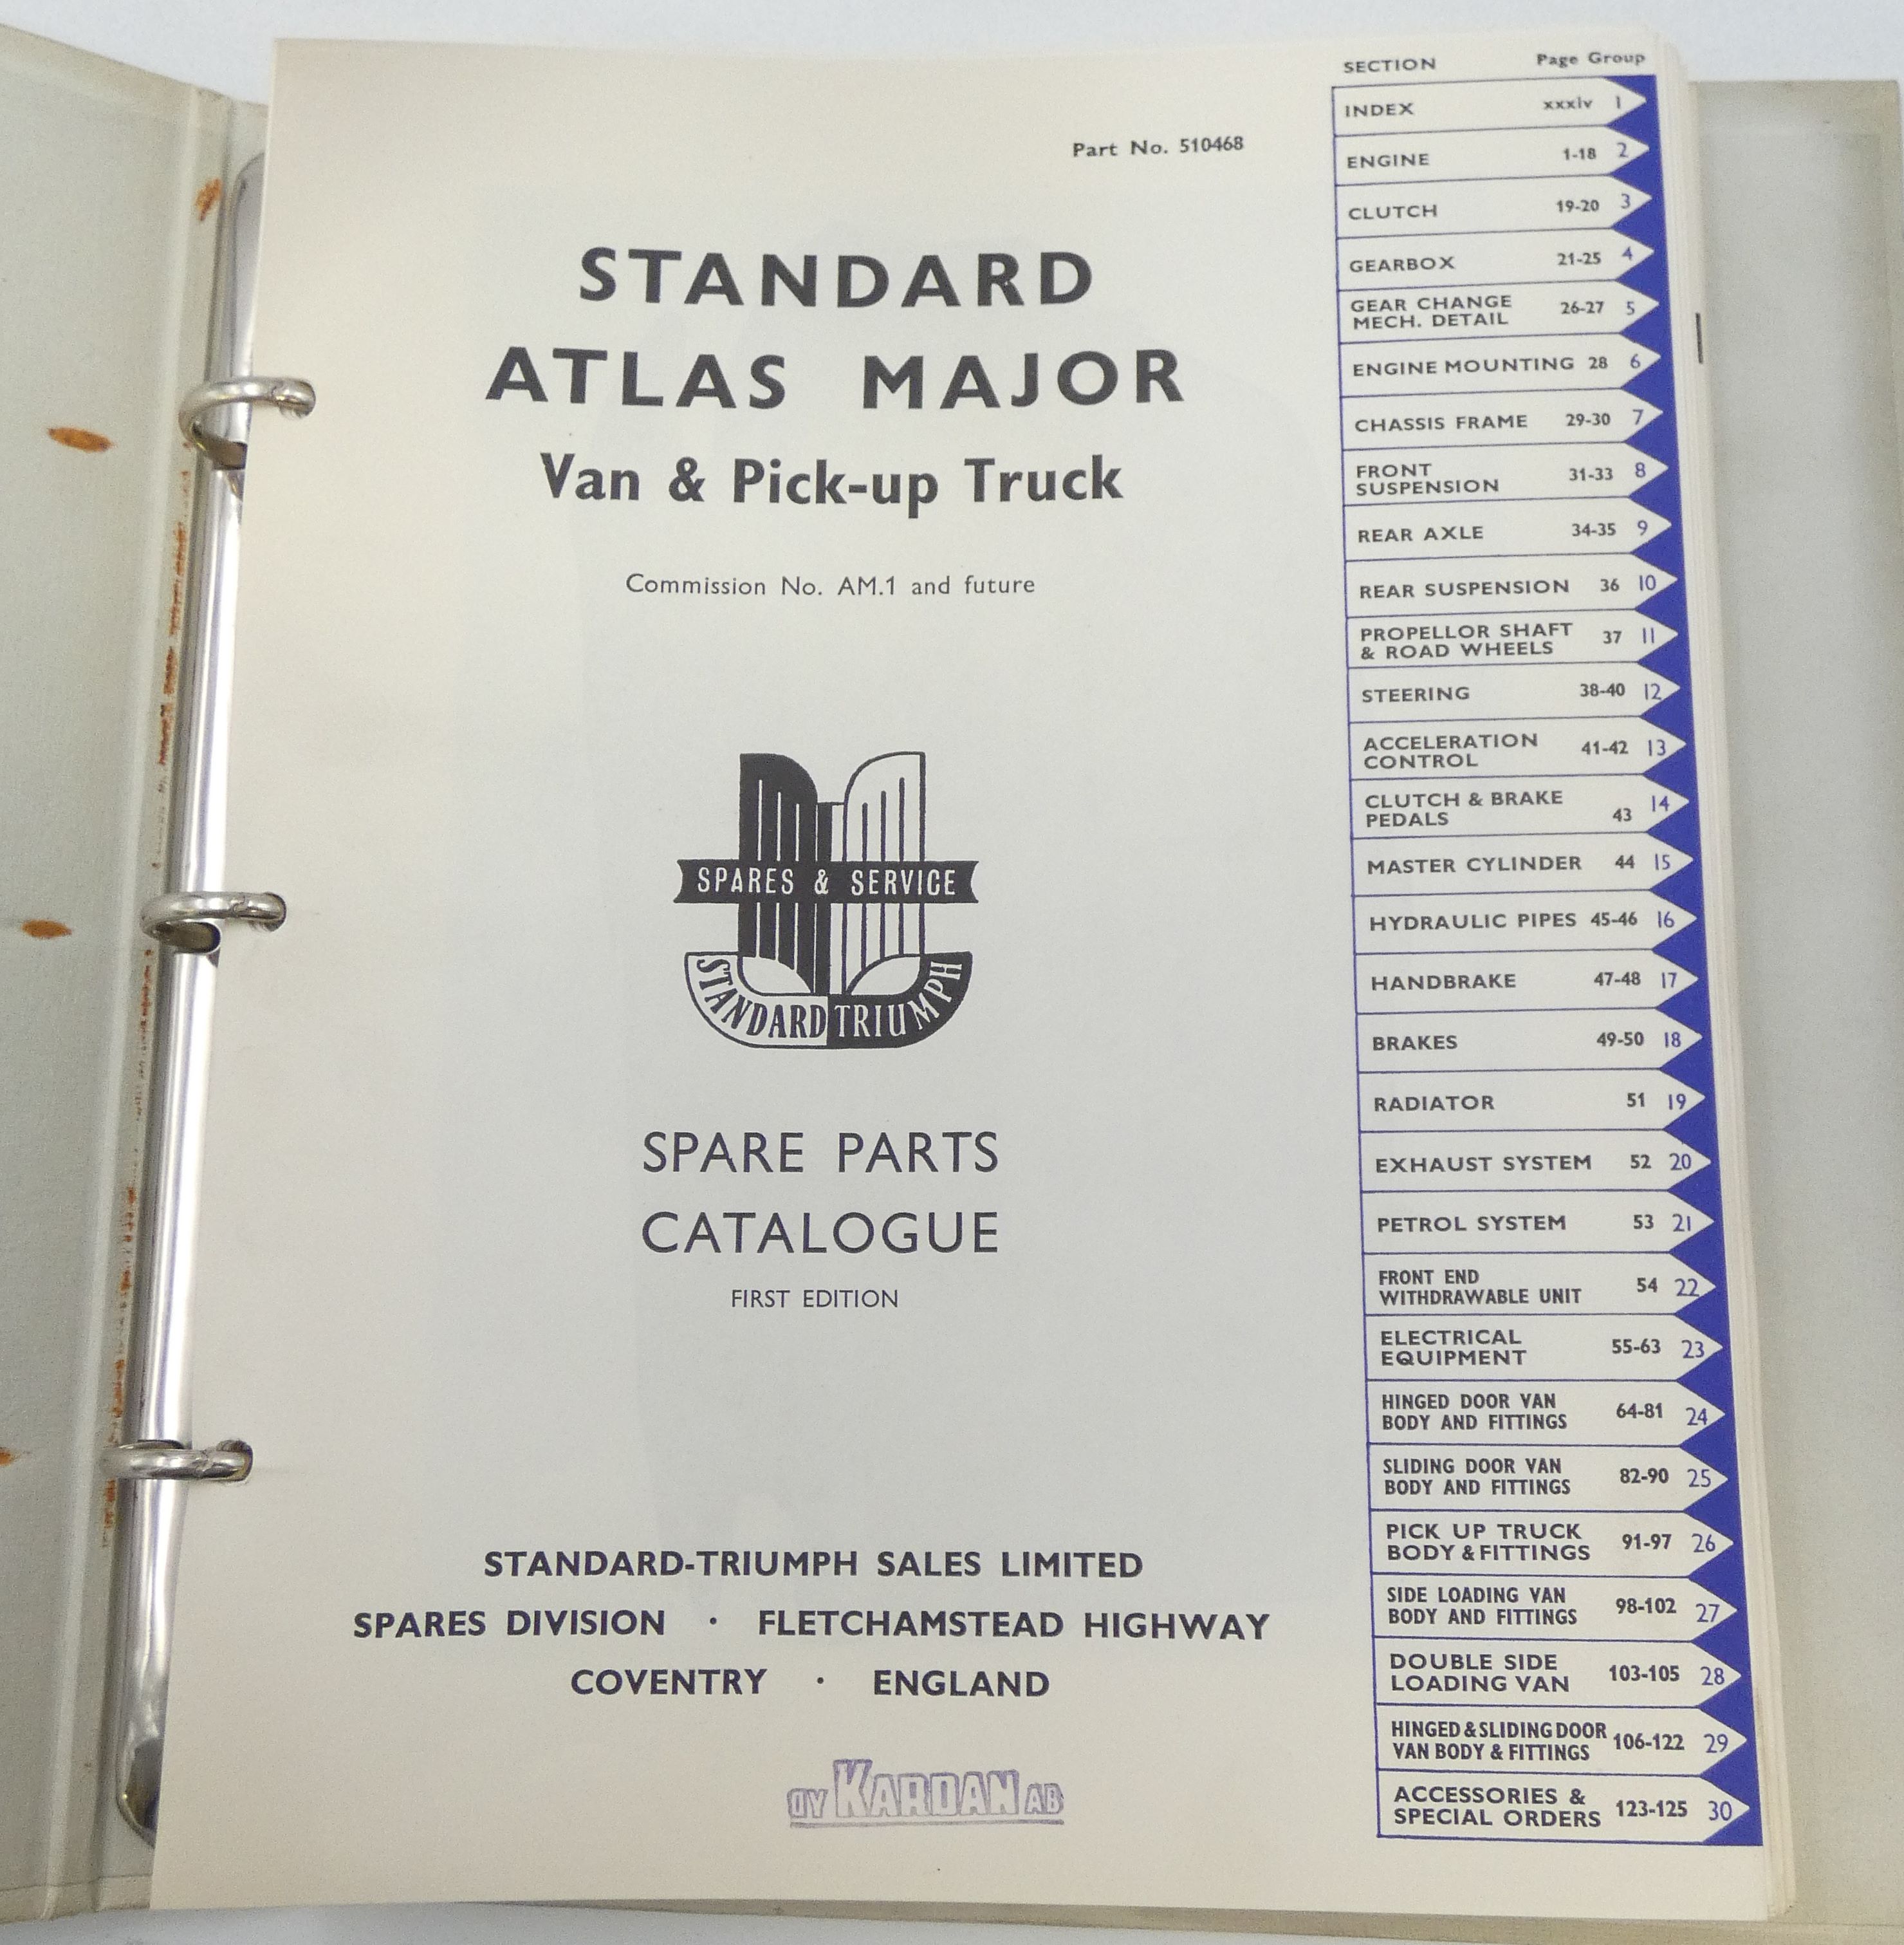 Part No. 510468
STANDARD
ATLAS MAJOR
Van & Pick-up Truck
Commission No. AM.1 and future
SPARES & SERVICE
STANDARD TRIUMPH
SPARE PARTS
CATALOGUE
FIRST EDITION
STANDARD-TRIUMPH SALES LIMITED
SPARES DIVISION · FLETCHAMSTEAD HIGHWAY
COVENTRY · ENGLAND
OY KARDAN AB
SECTION Page Group
INDEX xxxiv 1
ENGINE 1-18 2
CLUTCH 19-20 3
GEARBOX 21-25 4
GEAR CHANGE
MECH. DETAIL 26-27 5
ENGINE MOUNTING 28 6
CHASSIS FRAME 29-30 7
FRONT
SUSPENSION 31-33 8
REAR AXLE 34-35 9
REAR SUSPENSION 36 10
PROPELLOR SHAFT
& ROAD WHEELS 37 11
STEERING 38-40 12
ACCELERATION
CONTROL 41-42 13
CLUTCH & BRAKE
PEDALS 43 14
MASTER CYLINDER 44 15
HYDRAULIC PIPES 45-46 16
HANDBRAKE 47-48 17
BRAKES 49-50 18
RADIATOR 51 19
EXHAUST SYSTEM 52 20
PETROL SYSTEM 53 21
FRONT END
WITHDRAWABLE UNIT 54 22
ELECTRICAL
EQUIPMENT 55-63 23
HINGED DOOR VAN
BODY AND FITTINGS 64-81 24
SLIDING DOOR VAN
BODY AND FITTINGS 82-90 25
PICK UP TRUCK
BODY & FITTINGS 91-97 26
SIDE LOADING VAN
BODY AND FITTINGS 98-102 27
DOUBLE SIDE
LOADING VAN 103-105 28
HINGED & SLIDING DOOR
VAN BODY & FITTINGS 106-122 29
ACCESSORIES &
SPECIAL ORDERS 123-125 30